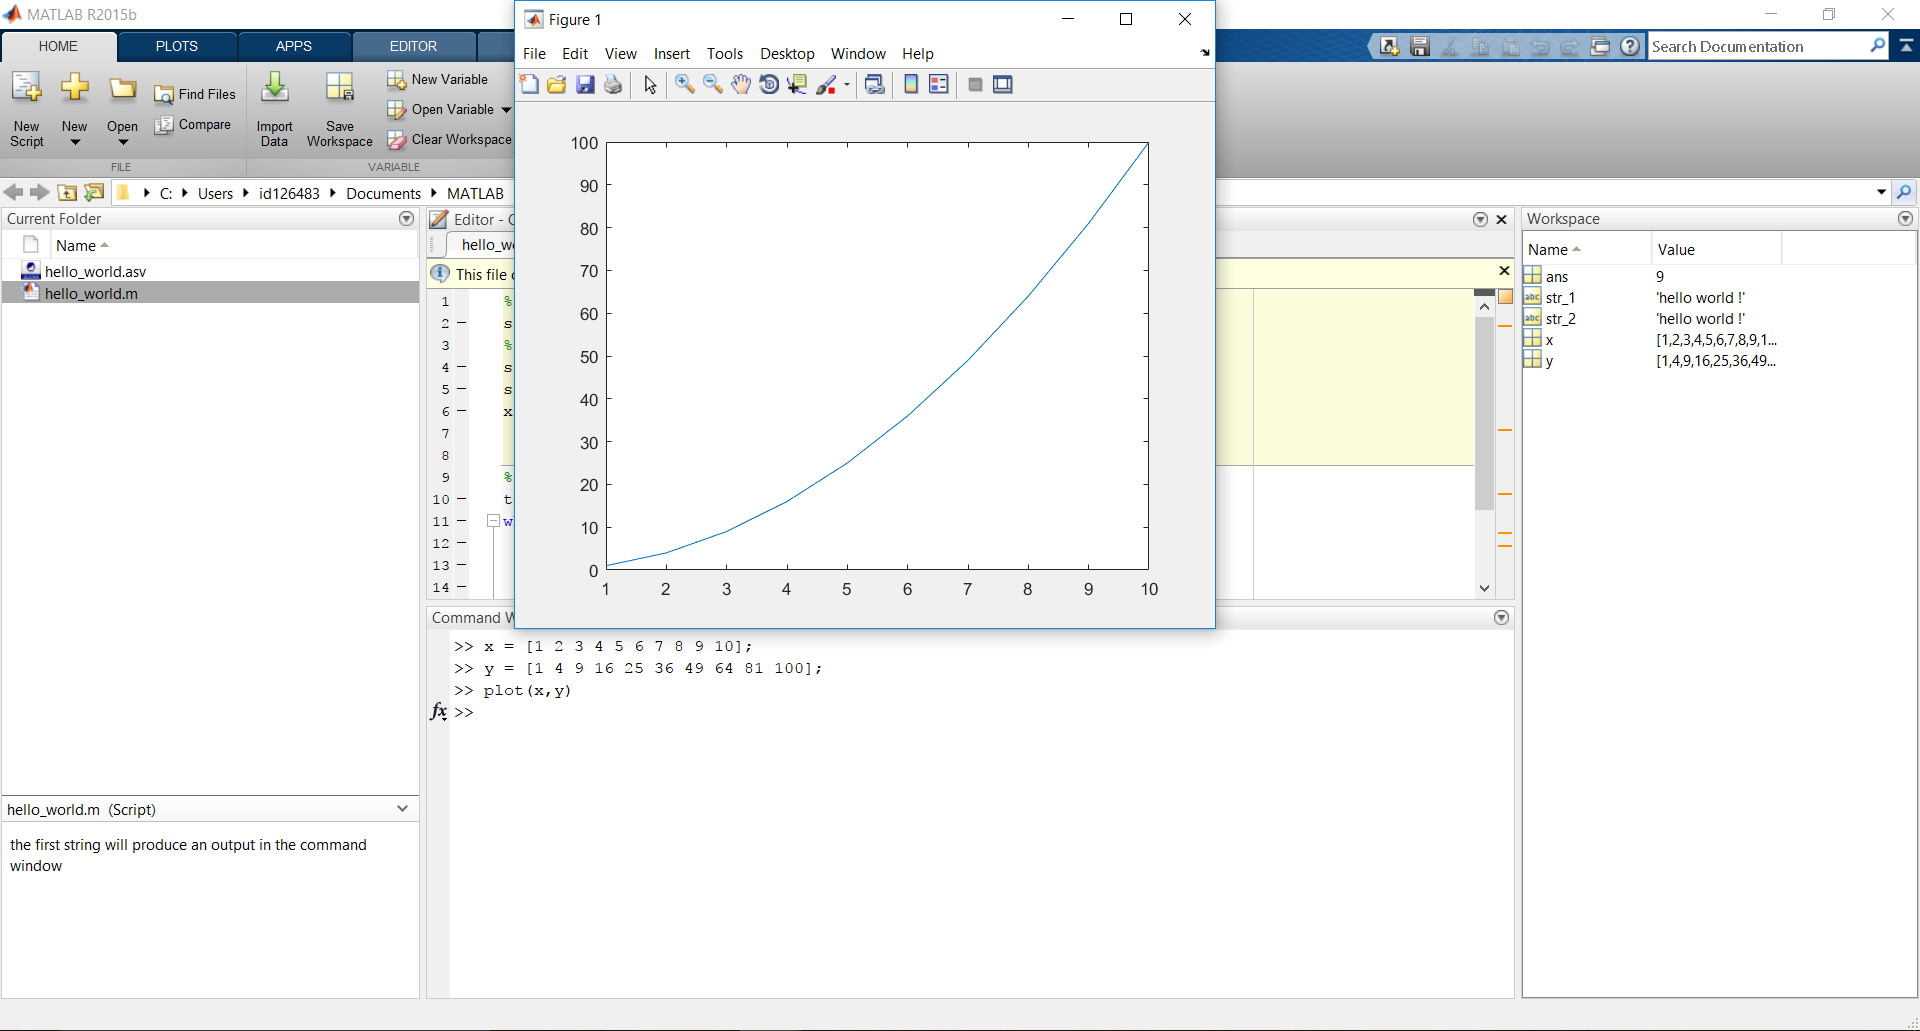 MATLAB R2015b
HOME PLOTS APPS EDITOR
Search Documentation
New Script
New
Open
Find Files
Compare
Import Data
Save Workspace
New Variable
Open Variable
Clear Workspace
FILE
VARIABLE
C: Users id126483 Documents MATLAB
Current Folder
Name
hello_world.asv
hello_world.m
hello_world.m (Script)
the first string will produce an output in the command
window
Figure 1
File Edit View Insert Tools Desktop Window Help
100
90
80
70
60
50
40
30
20
10
0
1 2 3 4 5 6 7 8 9 10
Editor -
hello_w
This file
1 %
2 s
3 %
4 s
5 s
6 x
7
8
9 %
10 t
11 w
12
13
14
Command W
>> x = [1 2 3 4 5 6 7 8 9 10];
>> y = [1 4 9 16 25 36 49 64 81 100];
>> plot(x,y)
fx >>
Workspace
Name Value
ans 9
abc str_1 'hello world !'
abc str_2 'hello world !'
x [1,2,3,4,5,6,7,8,9,1...
y [1,4,9,16,25,36,49...